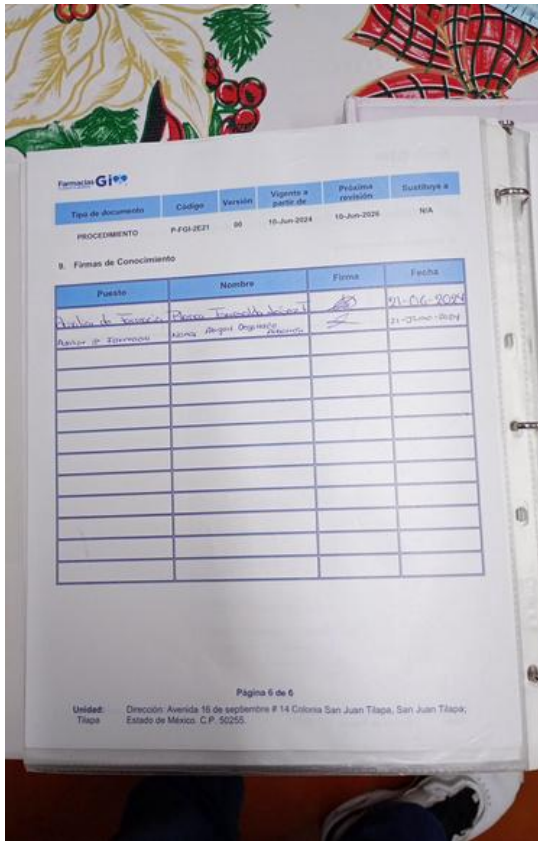 Farmacias Gi
Tipo de documento Código Versión Vigente a partir de Próxima revisión Sustituye a
PROCEDIMIENTO P-FGI-2E21 00 10-Jun-2024 10-Jun-2026 N/A
9. Firmas de Conocimiento
Puesto Nombre Firma Fecha
Auxiliar de Farmacia 21-06-2024
Auxiliar de Farmacia 21-Junio-2024
Página 6 de 6
Unidad: Dirección: Avenida 16 de septiembre # 14 Colonia San Juan Tilapa, San Juan Tilapa;
Tilapa Estado de México. C.P. 50255.